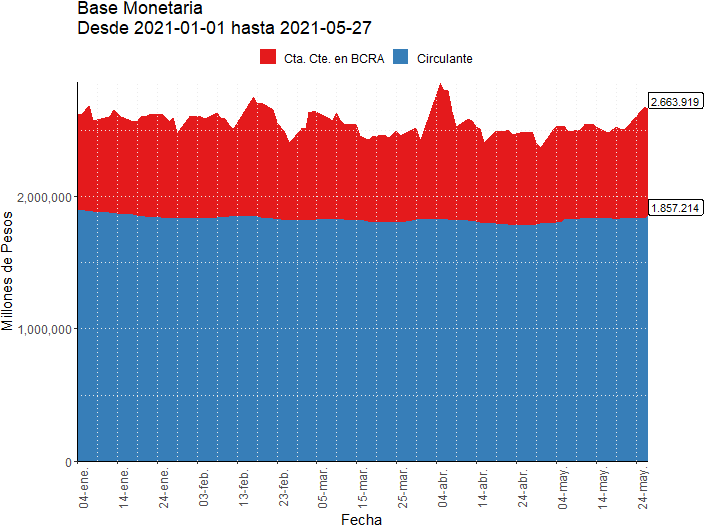 Base Monetaria
Desde 2021-01-01 hasta 2021-05-27
Cta. Cte. en BCRA
Circulante
2.663.919
1.857.214
Millones de Pesos
2,000,000
1,000,000
0
04-ene.
14-ene.
24-ene.
03-feb.
13-feb.
23-feb.
05-mar.
15-mar.
25-mar.
04-abr.
14-abr.
24-abr.
04-may.
14-may.
24-may.
Fecha